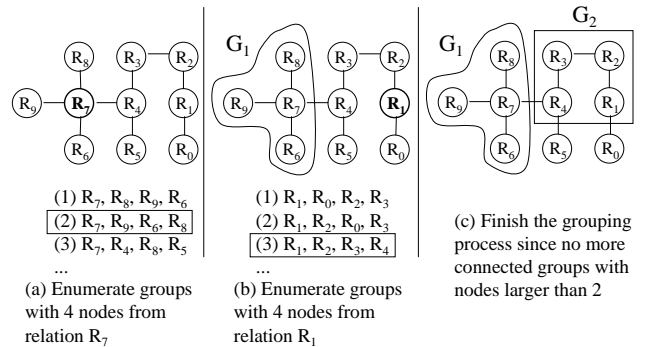 R8 R3 R2
R9 R7 R4 R1
R6 R5 R0
(1) R7, R8, R9, R6
(2) R7, R9, R6, R8
(3) R7, R4, R8, R5
...
(a) Enumerate groups
with 4 nodes from
relation R7
G1
R8 R3 R2
R9 R7 R4 R1
R6 R5 R0
(1) R1, R0, R2, R3
(2) R1, R2, R0, R3
(3) R1, R2, R3, R4
...
(b) Enumerate groups
with 4 nodes from
relation R1
G2
G1
R8 R3 R2
R9 R7 R4 R1
R6 R5 R0
(c) Finish the grouping
process since no more
connected groups with
nodes larger than 2